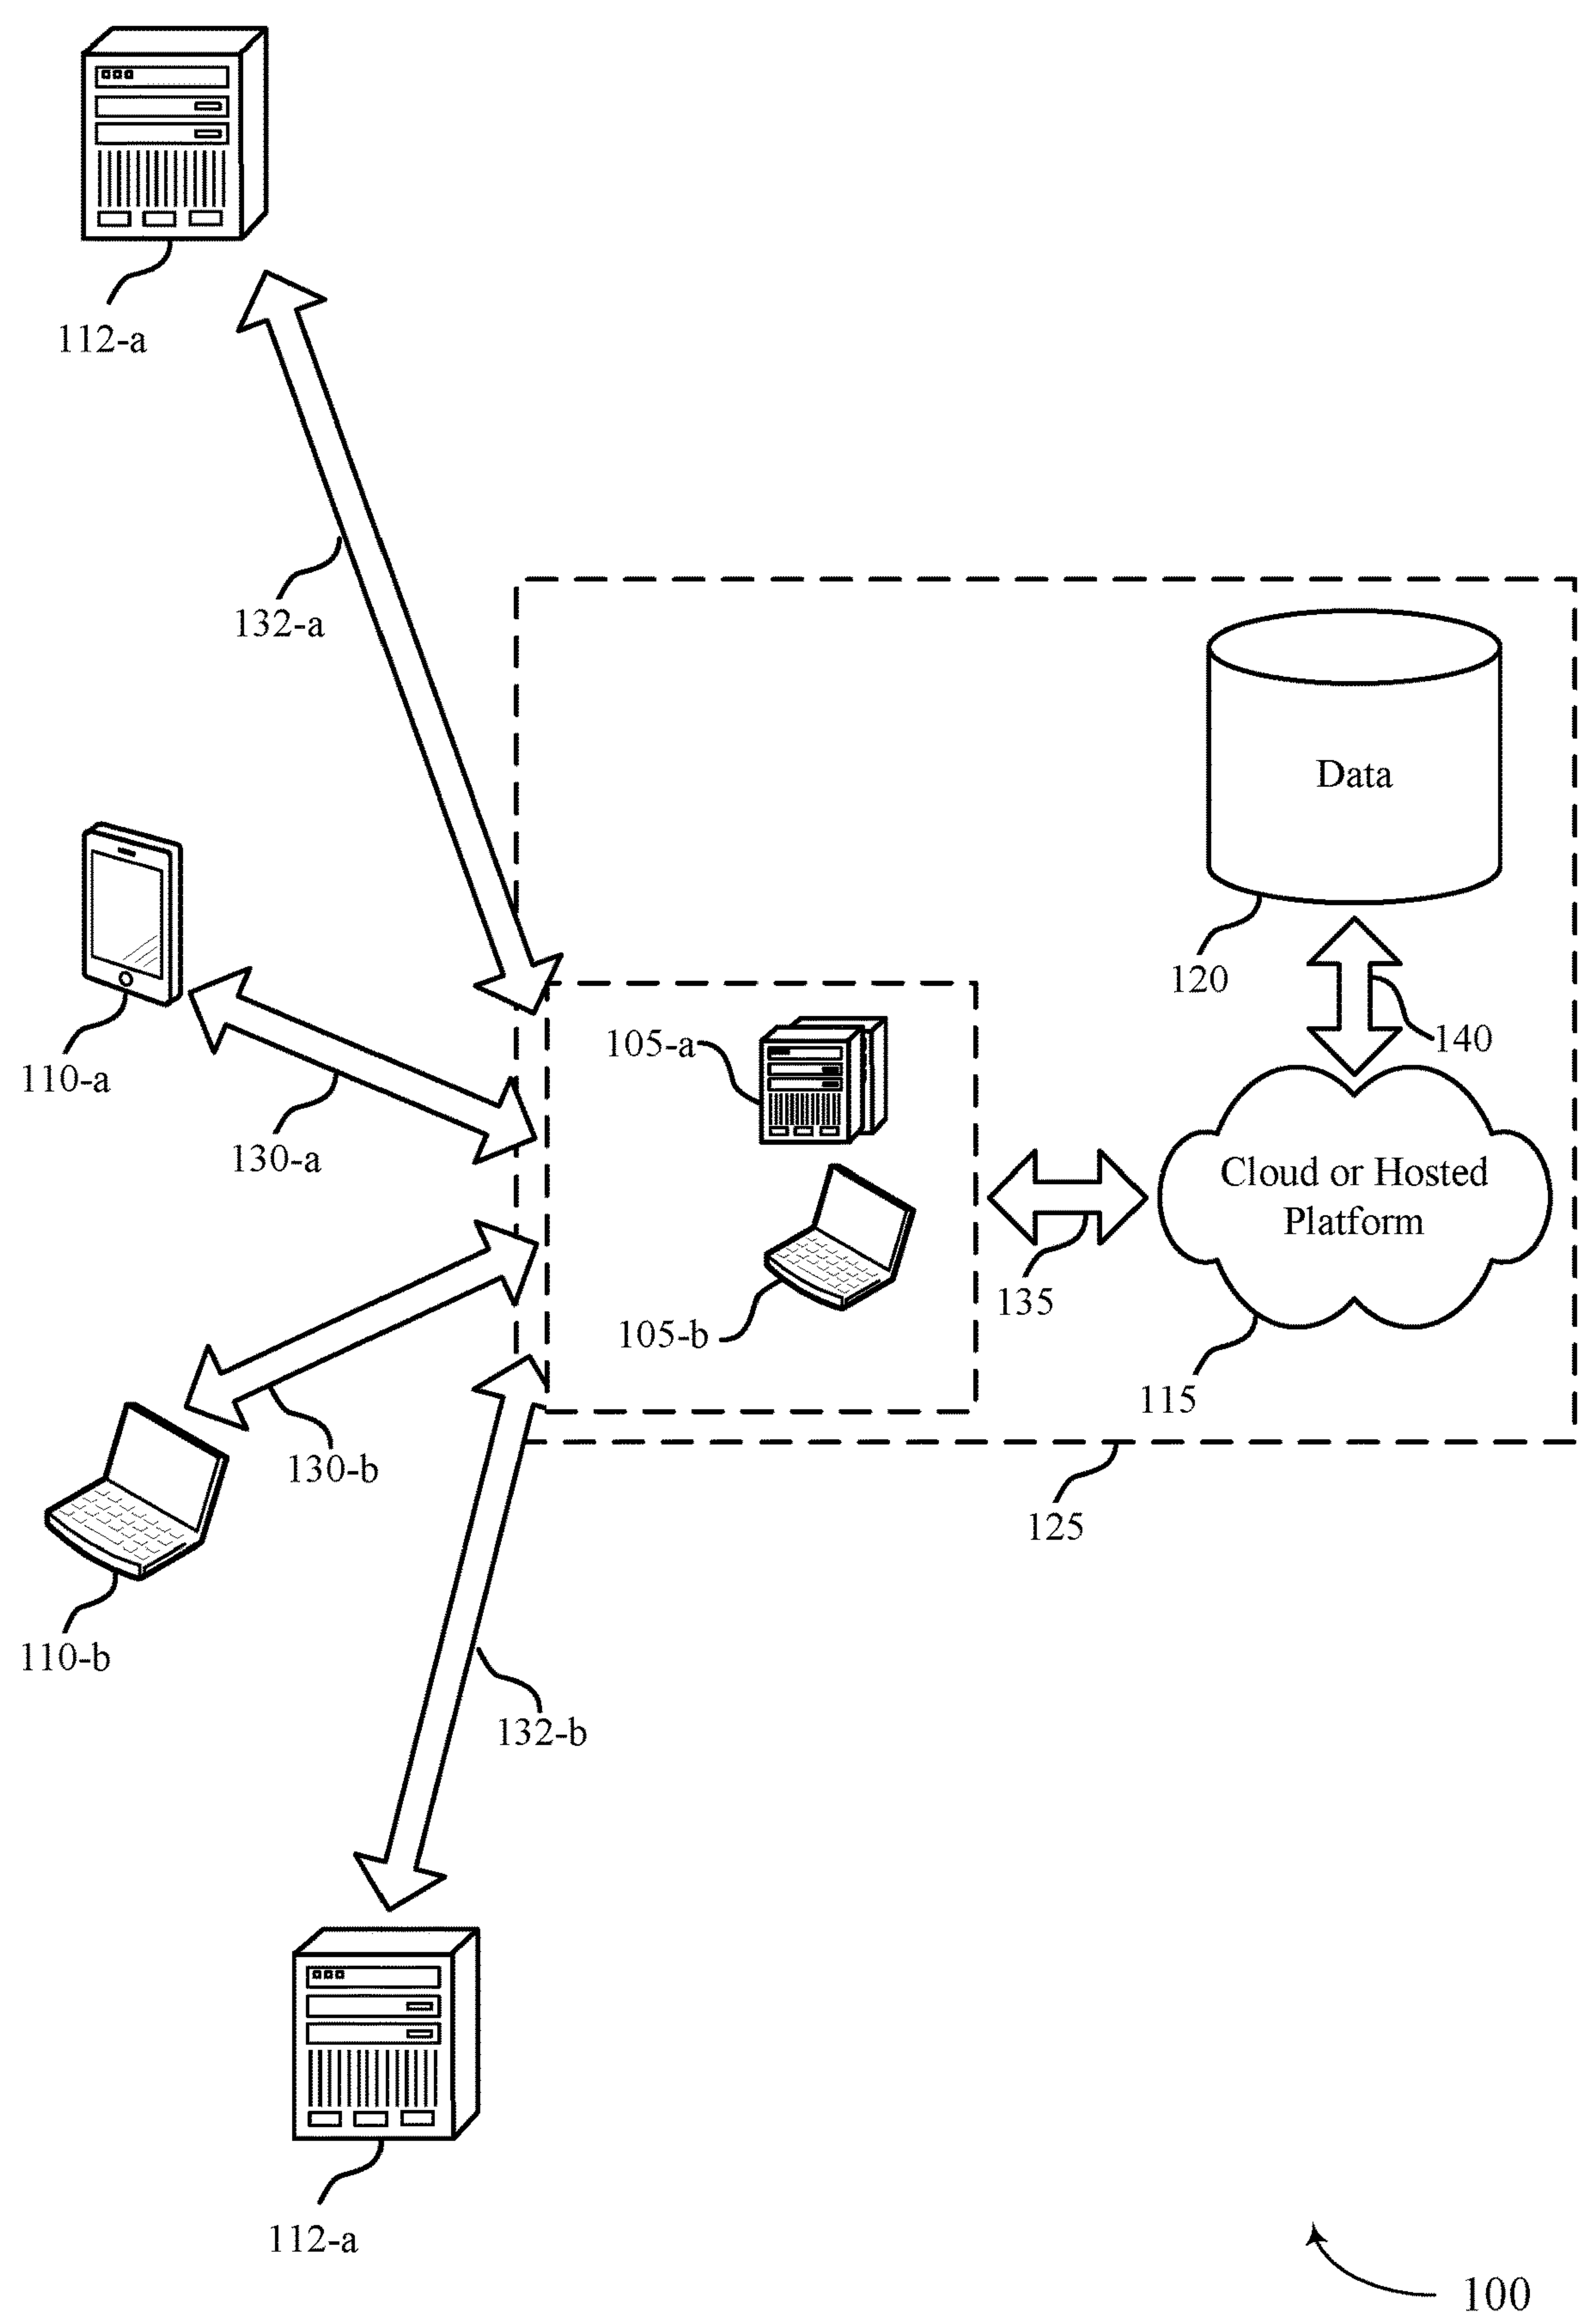 112-a
132-a
Data
120
105-a
140
110-a
130-a
Cloud or Hosted
Platform
135
105-b
115
130-b
125
110-b
132-b
112-a
100